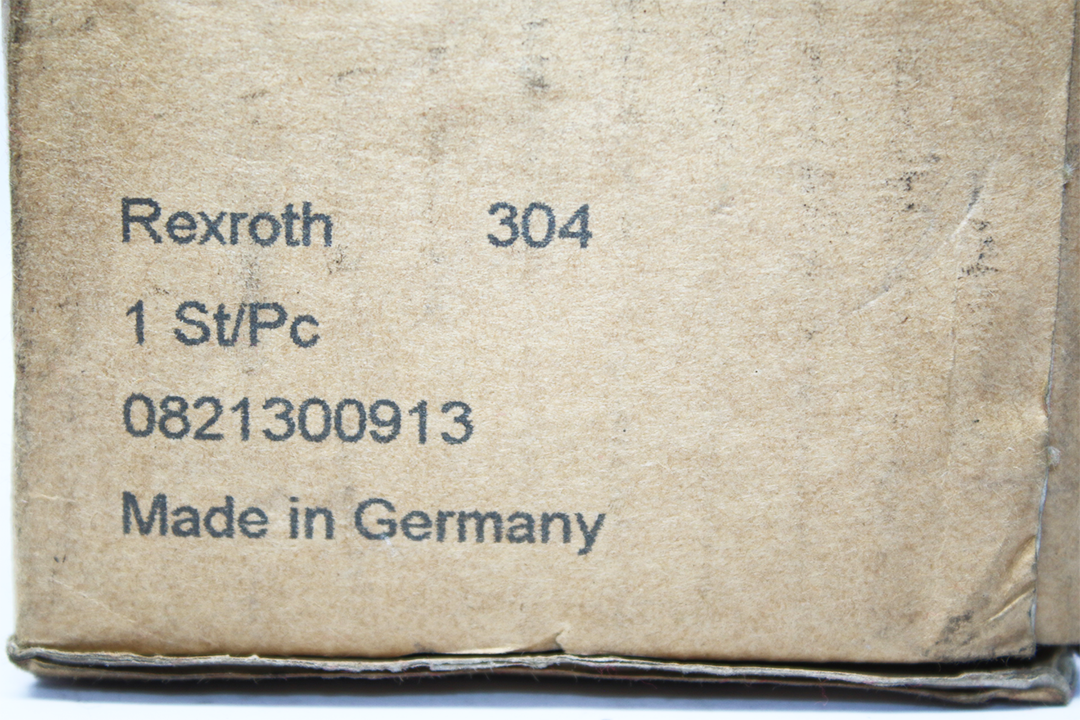 Rexroth 304
1 St/Pc
0821300913
Made in Germany